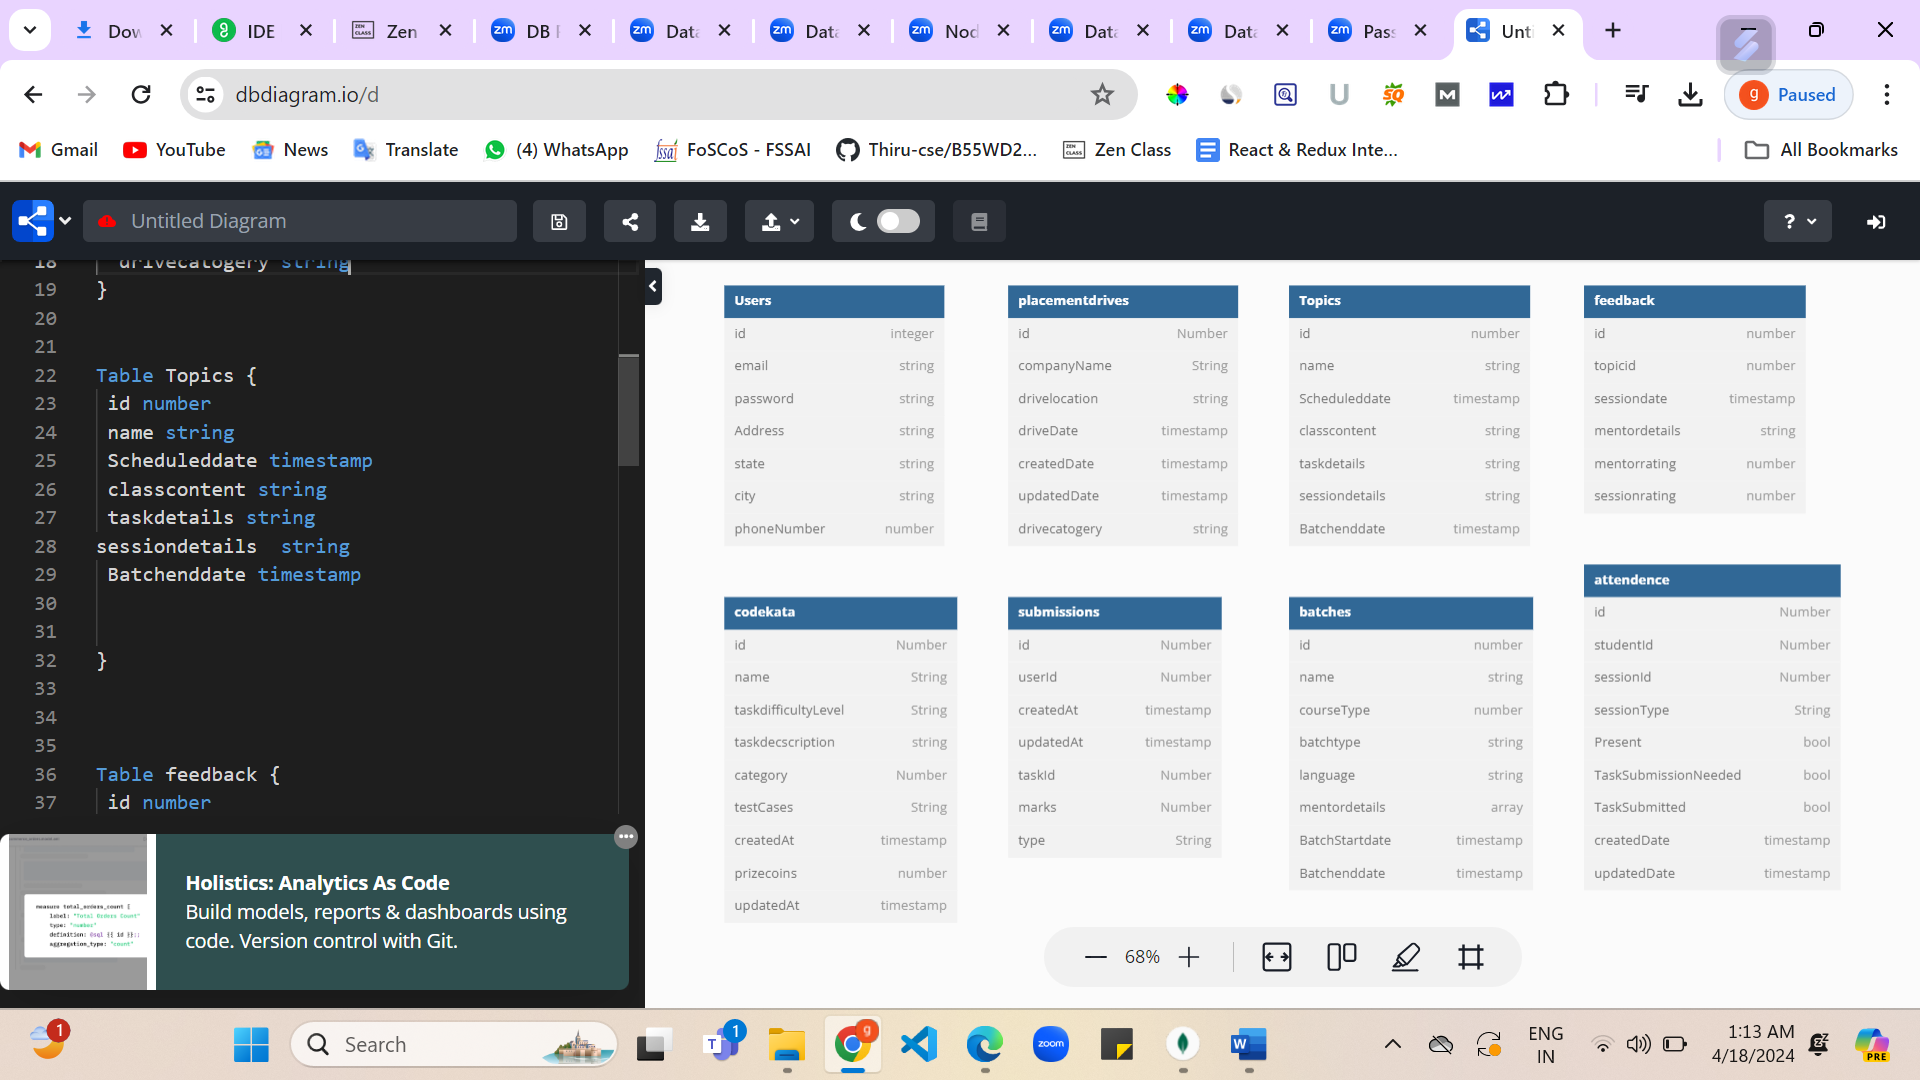 Dow
IDE
Zen
DB
Data
Data
Nod
Data
Data
Pass
Unti
dbdiagram.io/d
Paused
Gmail
YouTube
News
Translate
(4) WhatsApp
FoSCoS - FSSAI
Thiru-cse/B55WD2...
Zen Class
React & Redux Inte...
All Bookmarks
Untitled Diagram
?
18 drivecatogery string
19 }
20
21
22 Table Topics {
23 id number
24 name string
25 Scheduleddate timestamp
26 classcontent string
27 taskdetails string
28 sessiondetails string
29 Batchenddate timestamp
30
31
32 }
33
34
35
36 Table feedback {
37 id number
Holistics: Analytics As Code
Build models, reports & dashboards using
code. Version control with Git.
Users
id integer
email string
password string
Address string
state string
city string
phoneNumber number
placementdrives
id Number
companyName String
drivelocation string
driveDate timestamp
createdDate timestamp
updatedDate timestamp
drivecatogery string
Topics
id number
name string
Scheduleddate timestamp
classcontent string
taskdetails string
sessiondetails string
Batchenddate timestamp
feedback
id number
topicid number
sessiondate timestamp
mentordetails string
mentorrating number
sessionrating number
codekata
id Number
name String
taskdifficultyLevel String
taskdecscription string
category Number
testCases String
createdAt timestamp
prizecoins number
updatedAt timestamp
submissions
id Number
userId Number
createdAt timestamp
updatedAt timestamp
taskId Number
marks Number
type String
batches
id number
name string
courseType number
batchtype string
language string
mentordetails array
BatchStartdate timestamp
Batchenddate timestamp
attendence
id Number
studentId Number
sessionId Number
sessionType String
Present bool
TaskSubmissionNeeded bool
TaskSubmitted bool
createdDate timestamp
updatedDate timestamp
68%
1
Search
1
zoom
ENG
IN
1:13 AM
4/18/2024
PRE